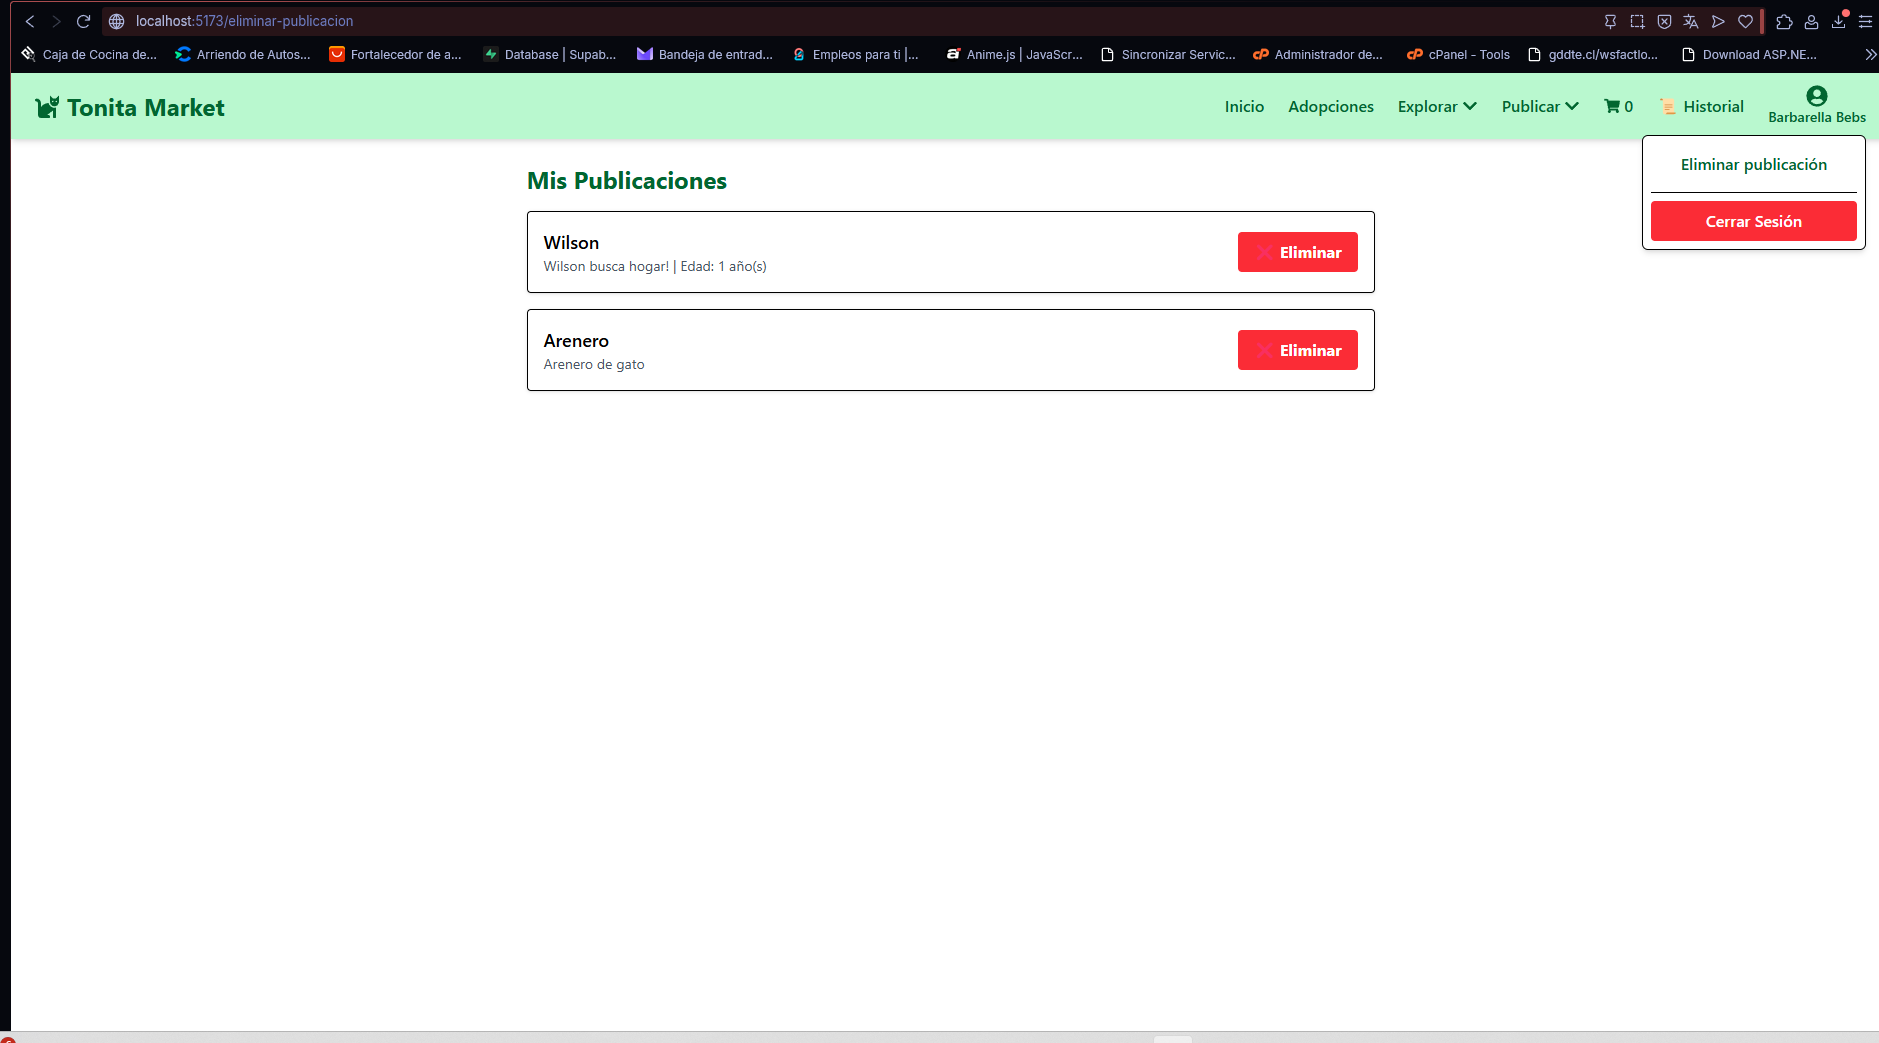 localhost:5173/eliminar-publicacion
Caja de Cocina de... Arriendo de Autos... Fortalecedor de a... Database | Supab... Bandeja de entrad... Empleos para ti |... Anime.js | JavaScr... Sincronizar Servic... Administrador de... cPanel - Tools gddte.cl/wsfactlo... Download ASP.NE...
Tonita Market Inicio Adopciones Explorar Publicar 0 Historial Barbarella Bebs
Eliminar publicación
Cerrar Sesión
Mis Publicaciones
Wilson
Wilson busca hogar! | Edad: 1 año(s)
Eliminar
Arenero
Arenero de gato
Eliminar